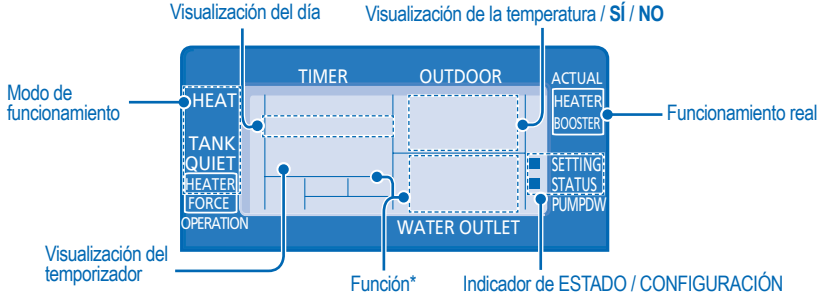 Visualización del día
Visualización de la temperatura / SÍ / NO
Modo de
funcionamiento
TIMER
OUTDOOR
ACTUAL
HEAT
HEATER
BOOSTER
Funcionamiento real
TANK
QUIET
HEATER
FORCE
OPERATION
SETTING
STATUS
PUMPDW
WATER OUTLET
Visualización del
temporizador
Función*
Indicador de ESTADO / CONFIGURACIÓN